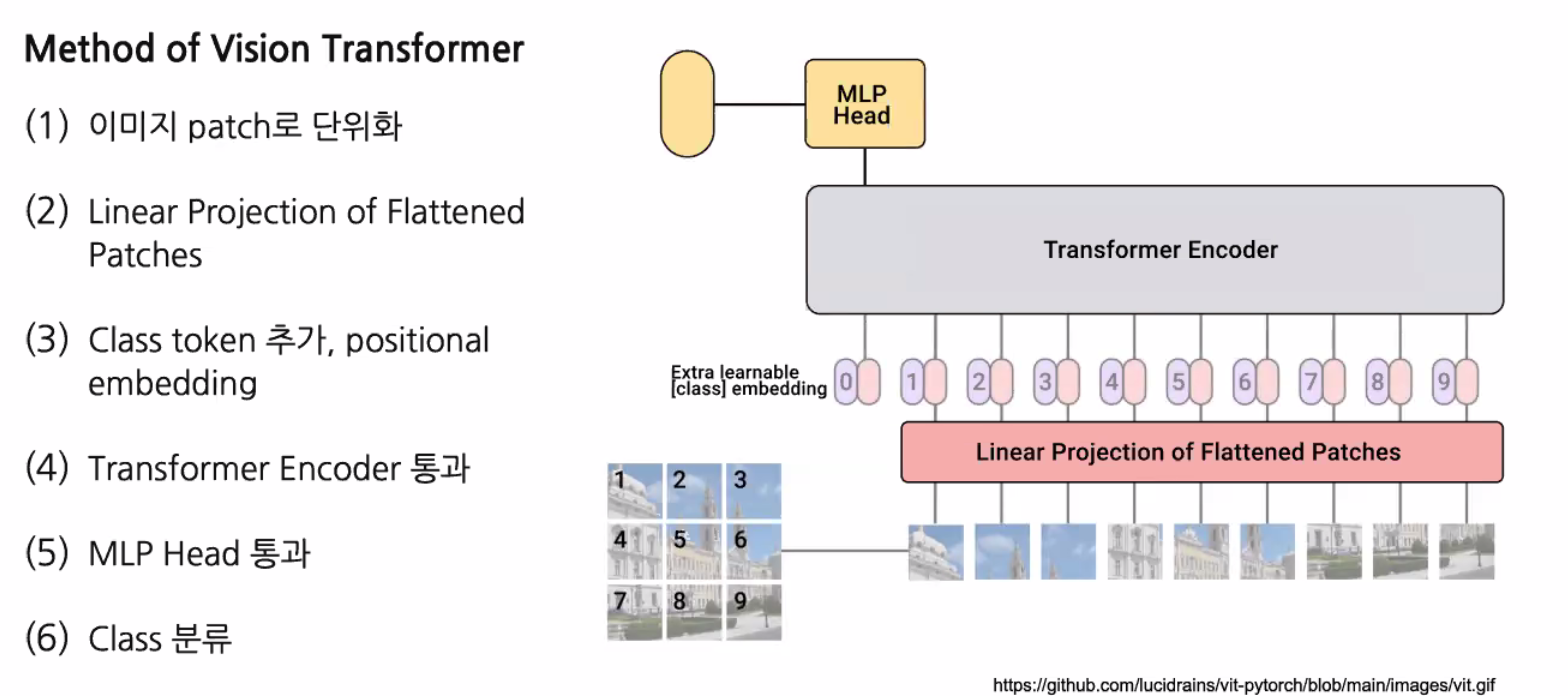 Method of Vision Transformer
(1) 이미지 patch로 단위화
(2) Linear Projection of Flattened
Patches
(3) Class token 추가, positional
embedding
(4) Transformer Encoder 통과
(5) MLP Head 통과
(6) Class 분류
MLP
Head
Transformer Encoder
Extra learnable
[class] embedding
0 1 2 3 4 5 6 7 8 9
Linear Projection of Flattened Patches
1 2 3
4 5 6
7 8 9
https://github.com/lucidrains/vit-pytorch/blob/main/images/vit.gif